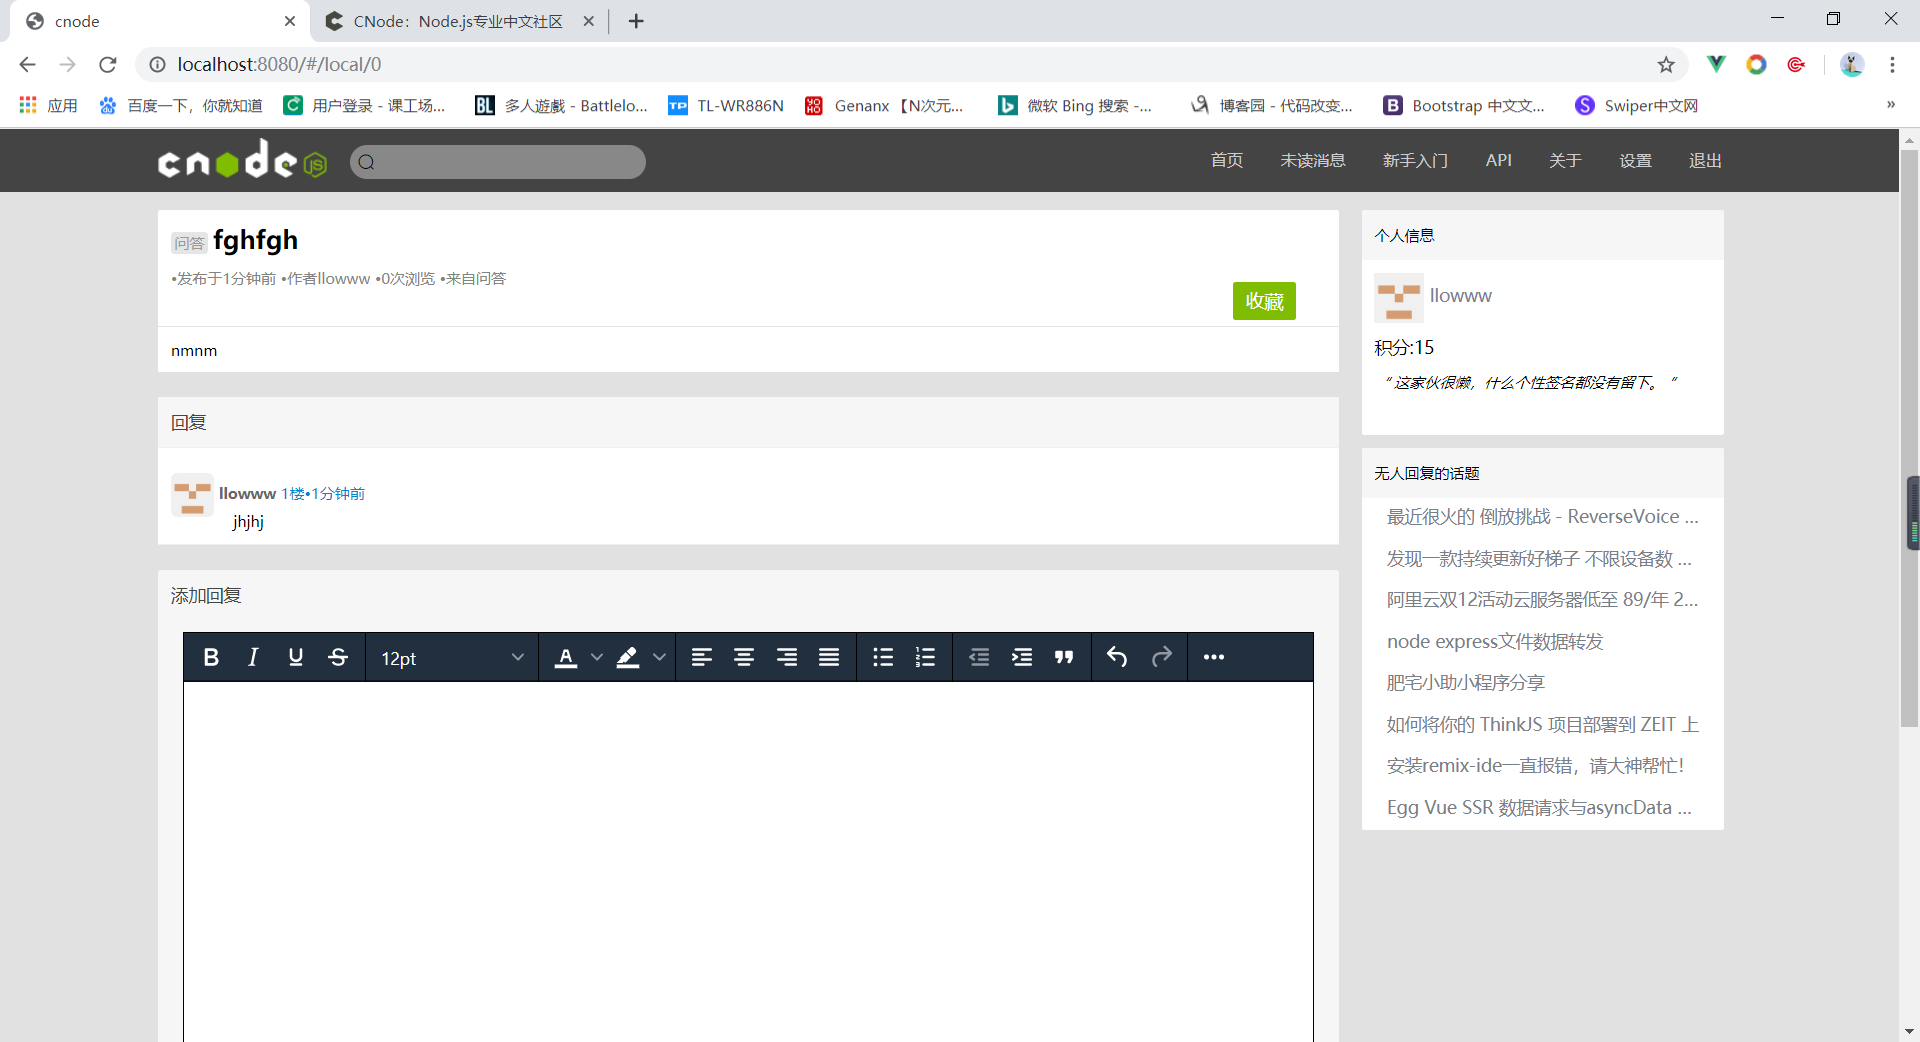 cnode
CNode：Node.js专业中文社区
localhost:8080/#/local/0
应用
百度一下，你就知道
用户登录 - 课工场...
多人遊戲 - Battlelo...
TL-WR886N
Genanx 【N次元...
微软 Bing 搜索 -...
博客园 - 代码改变...
Bootstrap 中文文...
Swiper中文网
»
cnode JS
首页
未读消息
新手入门
API
关于
设置
退出
问答 fghfgh
•发布于1分钟前 •作者llowww •0次浏览 •来自问答
收藏
nmnm
回复
llowww 1楼•1分钟前
jhjhj
添加回复
B I U S 12pt A
个人信息
llowww
积分:15
“ 这家伙很懒，什么个性签名都没有留下。 ”
无人回复的话题
最近很火的 倒放挑战 - ReverseVoice ...
发现一款持续更新好梯子 不限设备数 ...
阿里云双12活动云服务器低至 89/年 2...
node express文件数据转发
肥宅小助小程序分享
如何将你的 ThinkJS 项目部署到 ZEIT 上
安装remix-ide一直报错，请大神帮忙！
Egg Vue SSR 数据请求与asyncData ...